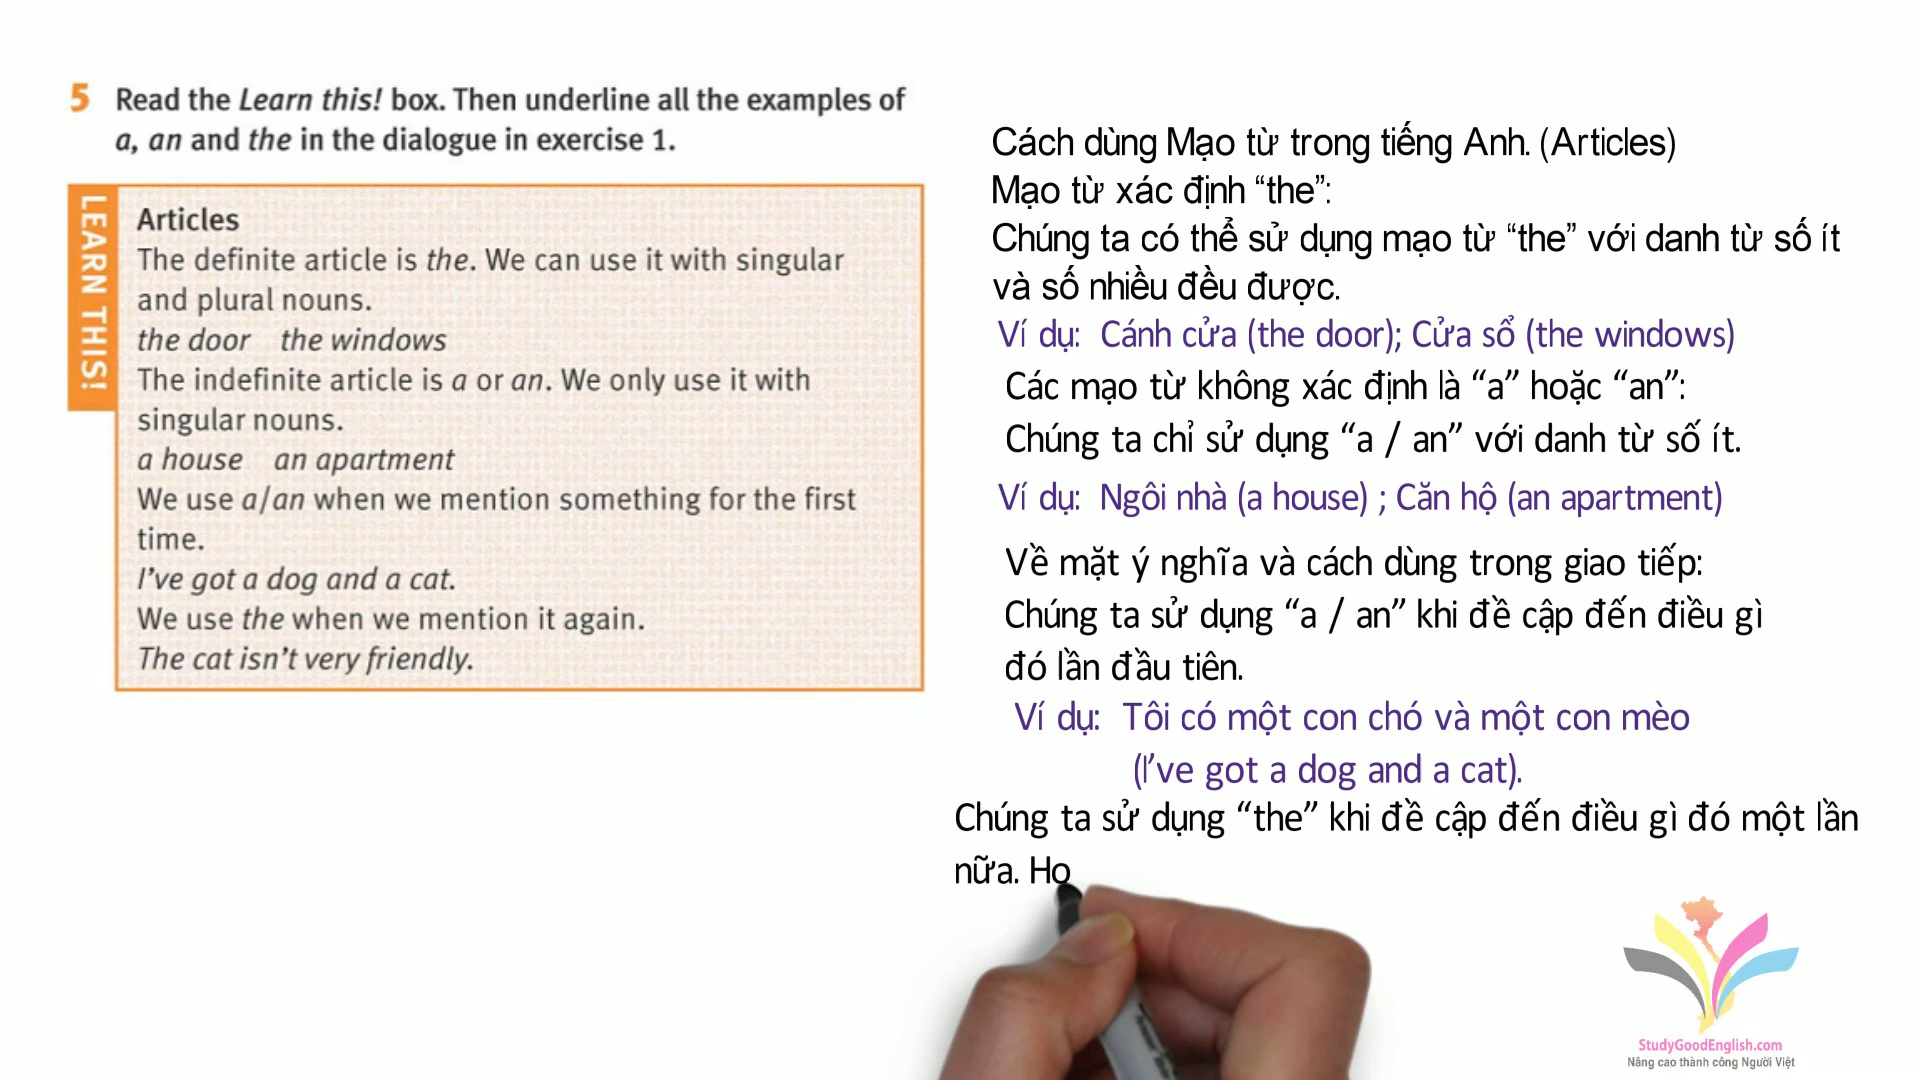 5 Read the Learn this! box. Then underline all the examples of
a, an and the in the dialogue in exercise 1.
LEARN THIS!
Articles
The definite article is the. We can use it with singular
and plural nouns.
the door the windows
The indefinite article is a or an. We only use it with
singular nouns.
a house an apartment
We use a/an when we mention something for the first
time.
I've got a dog and a cat.
We use the when we mention it again.
The cat isn't very friendly.
Cách dùng Mạo từ trong tiếng Anh. (Articles)
Mạo từ xác định “the”:
Chúng ta có thể sử dụng mạo từ “the” với danh từ số ít
và số nhiều đều được.
Ví dụ: Cánh cửa (the door); Cửa sổ (the windows)
Các mạo từ không xác định là “a” hoặc “an”:
Chúng ta chỉ sử dụng “a / an” với danh từ số ít.
Ví dụ: Ngôi nhà (a house) ; Căn hộ (an apartment)
Về mặt ý nghĩa và cách dùng trong giao tiếp:
Chúng ta sử dụng “a / an” khi đề cập đến điều gì
đó lần đầu tiên.
Ví dụ: Tôi có một con chó và một con mèo
(I’ve got a dog and a cat).
Chúng ta sử dụng “the” khi đề cập đến điều gì đó một lần
nữa. Ho
StudyGoodEnglish.com
Nâng cao thành công Người Việt